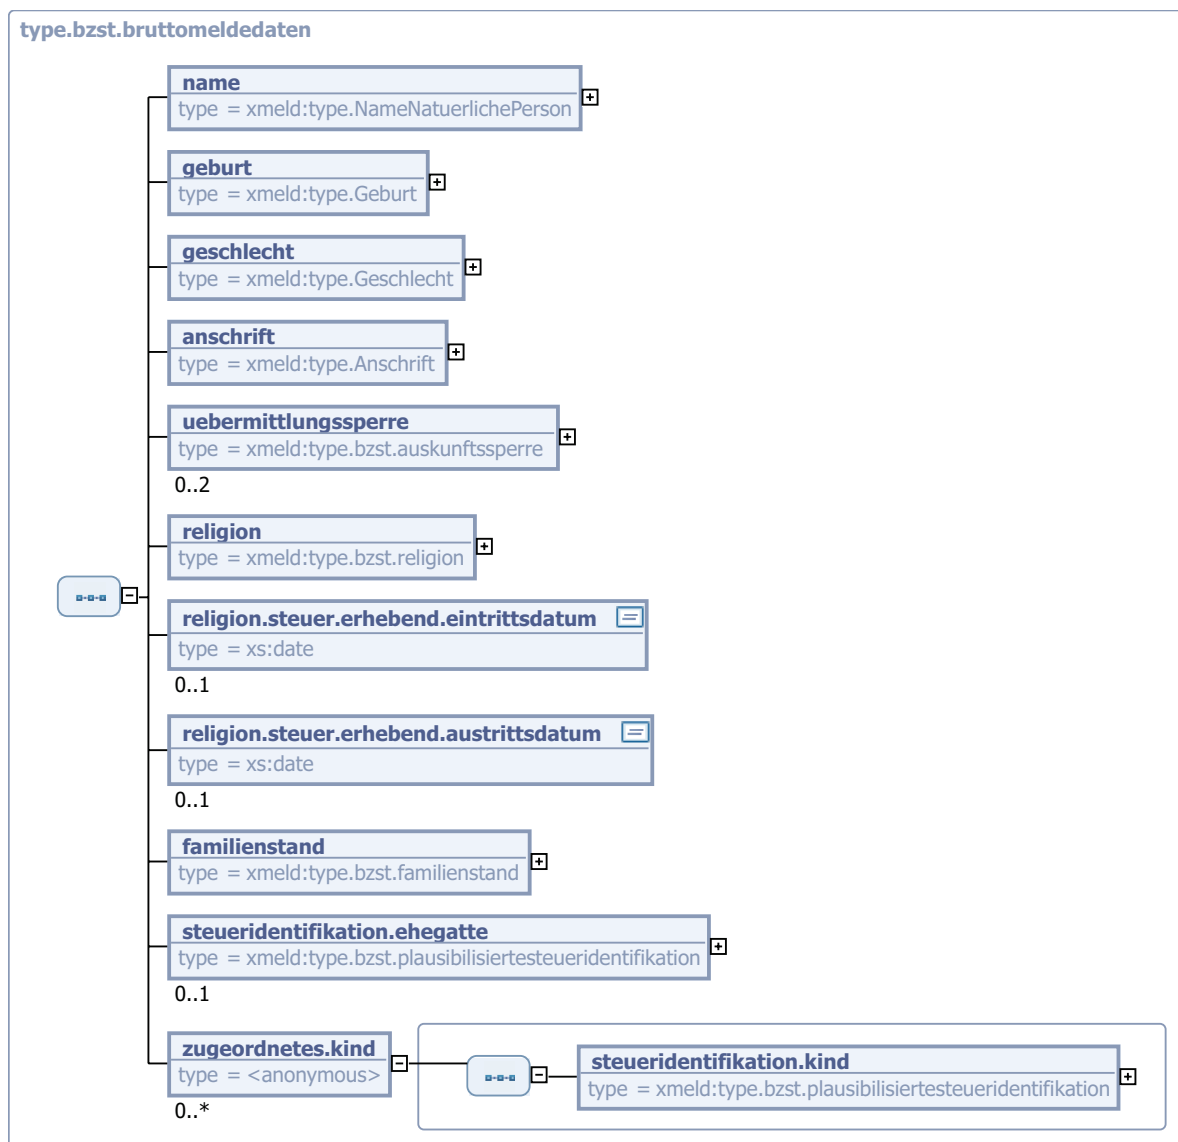 type.bzst.bruttomeldedaten
name
type = xmeld:type.NameNatuerlichePerson
geburt
type = xmeld:type.Geburt
geschlecht
type = xmeld:type.Geschlecht
anschrift
type = xmeld:type.Anschrift
uebermittlungssperre
type = xmeld:type.bzst.auskunftssperre
0..2
religion
type = xmeld:type.bzst.religion
religion.steuer.erhebend.eintrittsdatum
type = xs:date
0..1
religion.steuer.erhebend.austrittsdatum
type = xs:date
0..1
familienstand
type = xmeld:type.bzst.familienstand
steueridentifikation.ehegatte
type = xmeld:type.bzst.plausibilisiertesteueridentifikation
0..1
zugeordnetes.kind
type = <anonymous>
0..*
steueridentifikation.kind
type = xmeld:type.bzst.plausibilisiertesteueridentifikation